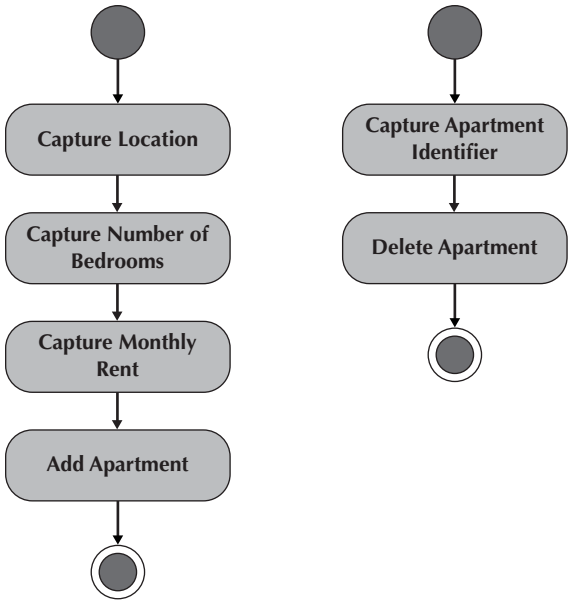 Capture Location
Capture Number of
Bedrooms
Capture Monthly
Rent
Add Apartment
Capture Apartment
Identifier
Delete Apartment